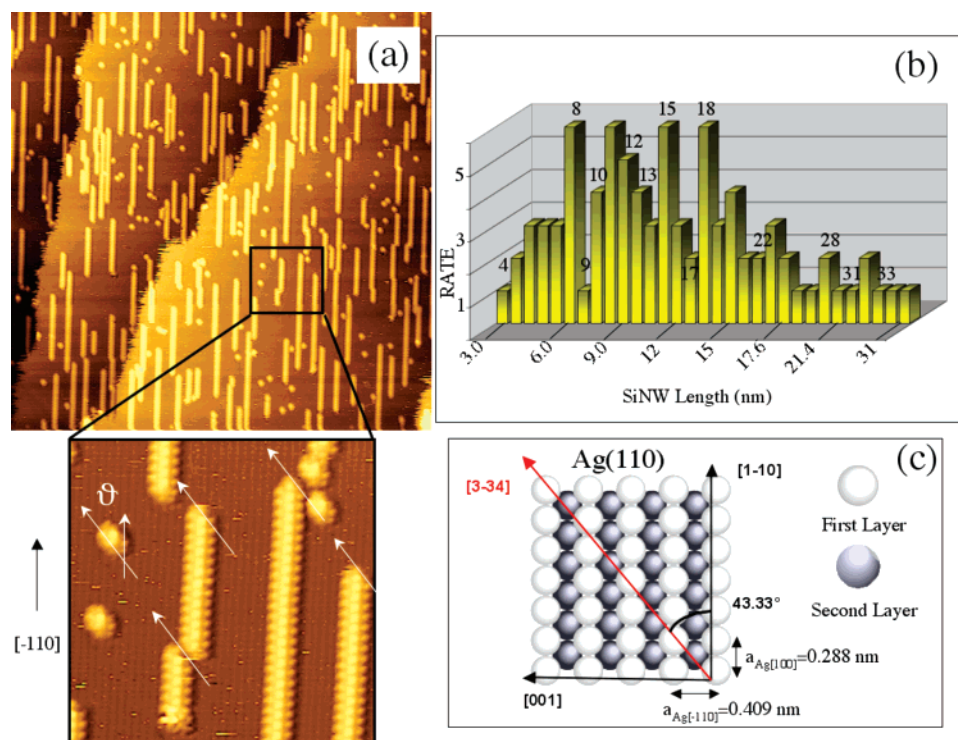 (a)
ϑ
[-110]
(b)
8
15
18
12
10
13
4
9
17
22
28
31
33
5
3
1
RATE
3.0
6.0
9.0
12
15
17.6
21.4
31
SiNW Length (nm)
(c)
Ag(110)
[1-10]
[3-34]
First Layer
43.33°
Second Layer
a Ag[100]=0.288 nm
[001]
a Ag[-110]=0.409 nm